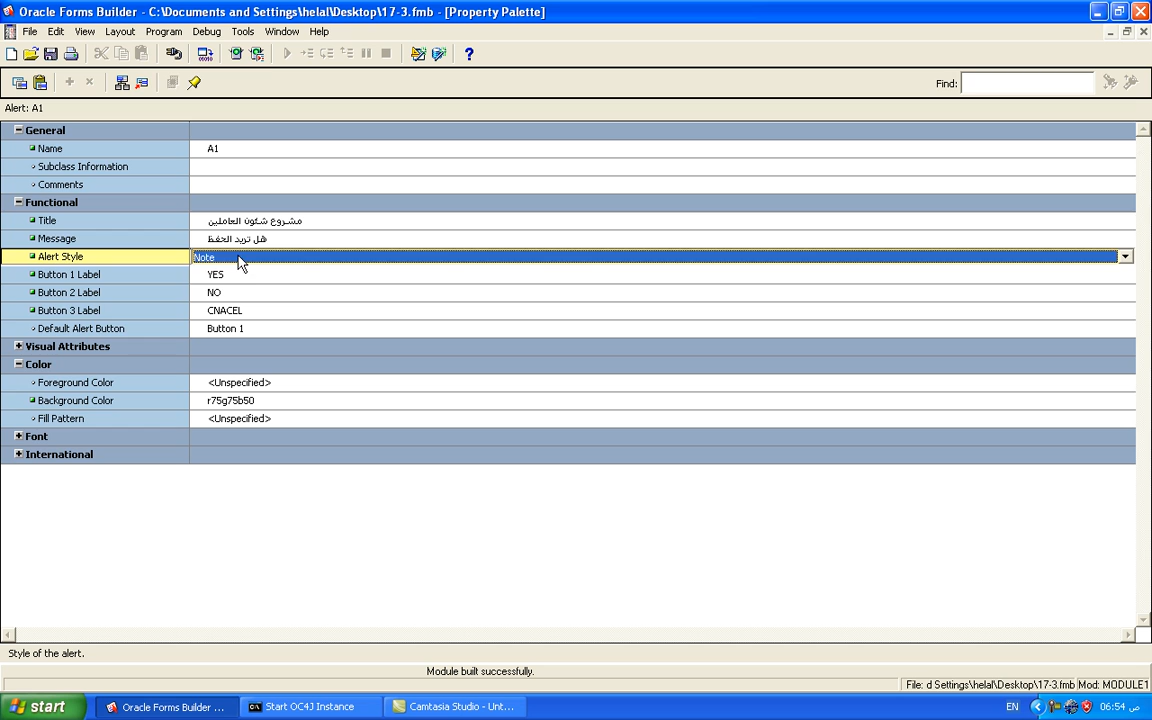 Oracle Forms Builder - C:\Documents and Settings\helal\Desktop\17-3.fmb - [Property Palette]
File Edit View Layout Program Debug Tools Window Help
Find:
Alert: A1
General
Name A1
Subclass Information
Comments
Functional
Title مشروع شئون العاملين
Message هل تريد الحفظ
Alert Style Note
Button 1 Label YES
Button 2 Label NO
Button 3 Label CNACEL
Default Alert Button Button 1
Visual Attributes
Color
Foreground Color <Unspecified>
Background Color r75g75b50
Fill Pattern <Unspecified>
Font
International
Style of the alert.
Module built successfully.
File: d Settings\helal\Desktop\17-3.fmb Mod: MODULE1
start Oracle Forms Builder ... Start OC4J Instance Camtasia Studio - Unt... EN 06:54 ص